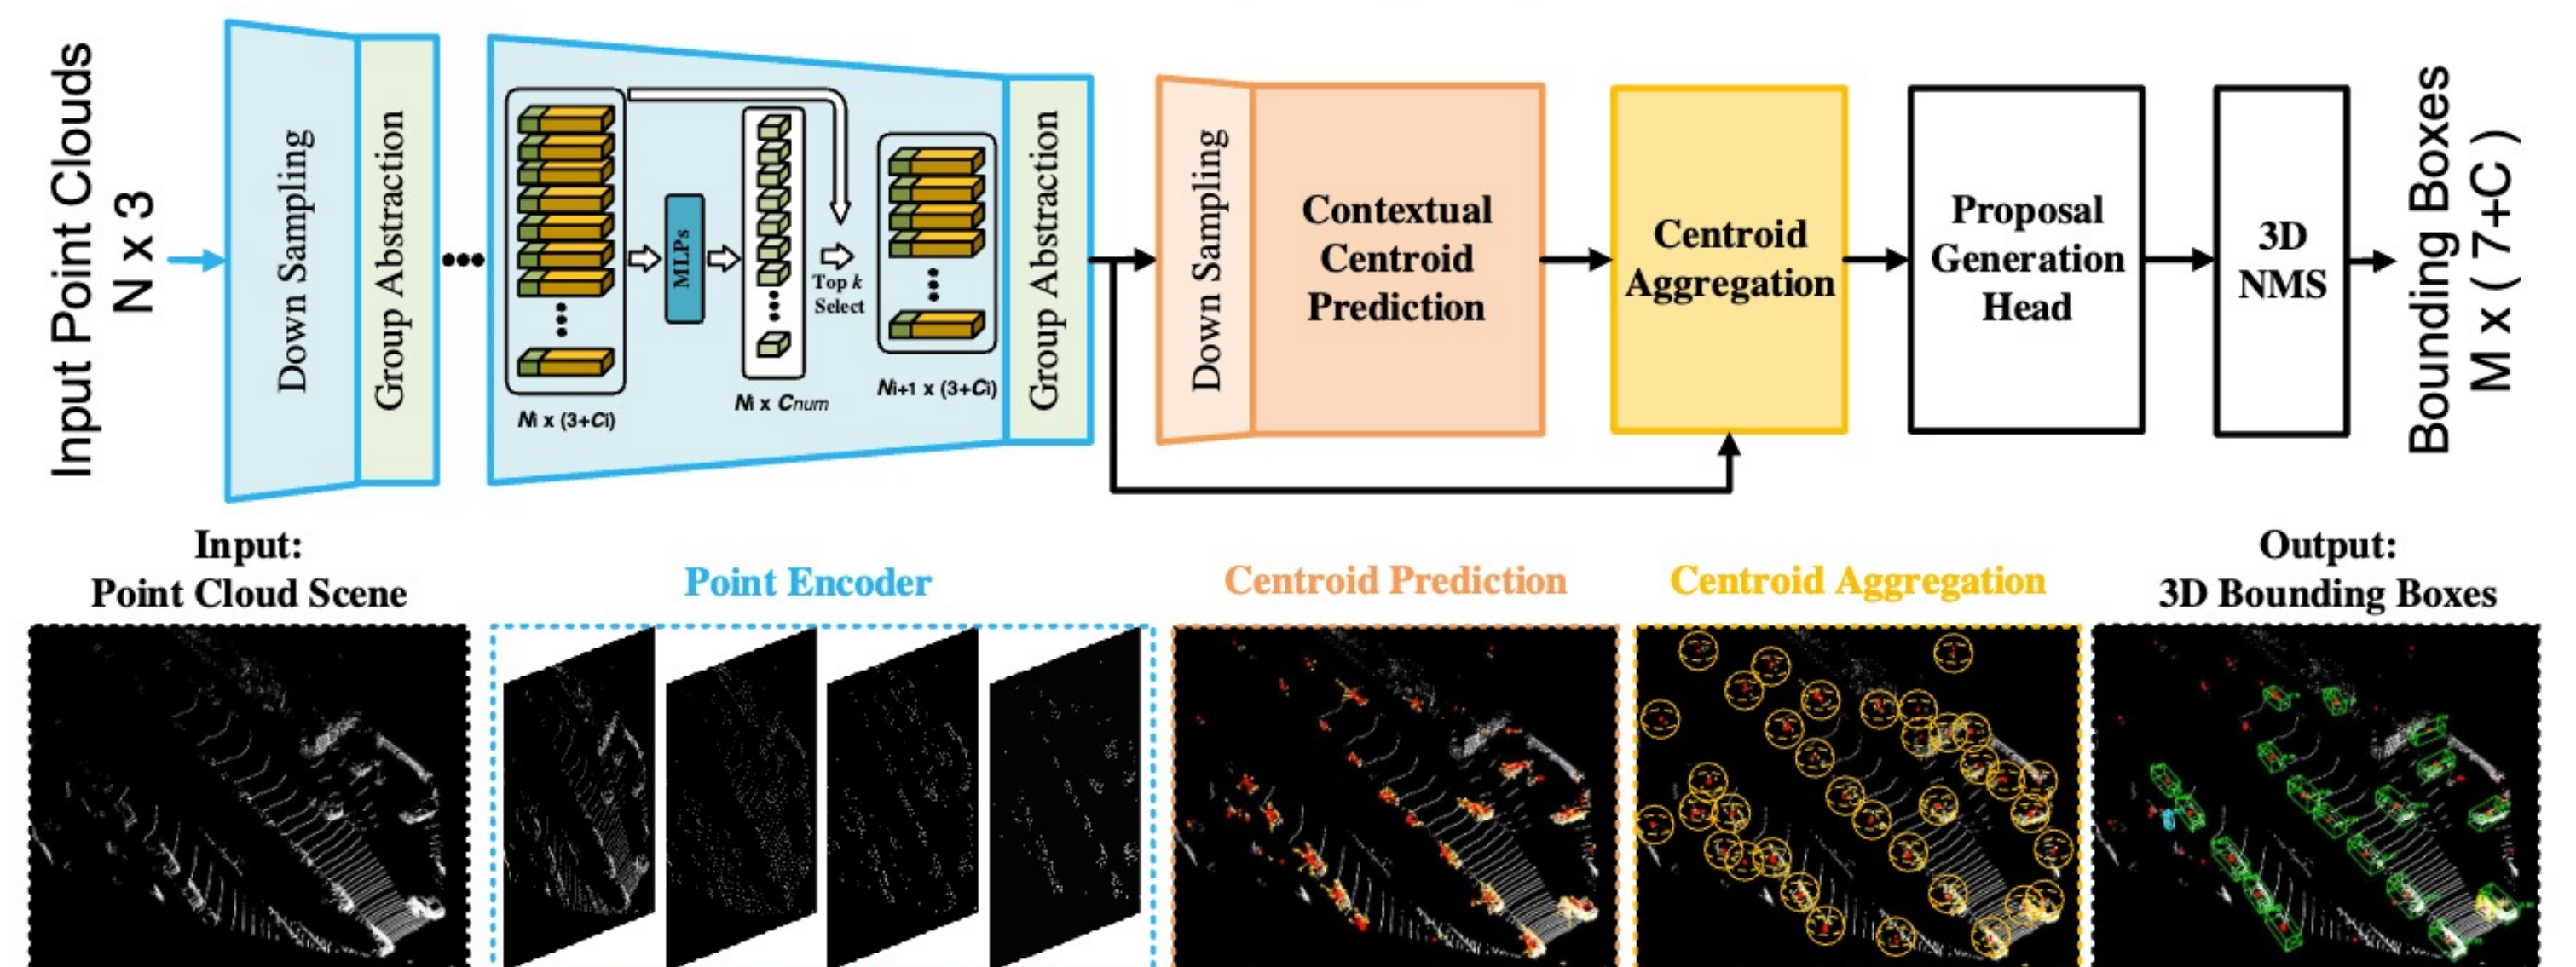 Input Point Clouds
N x 3
Down Sampling
Group Abstraction
Ni x (3+Ci)
MLPs
Ni x Cnum
Top k
Select
Ni+1 x (3+Ci)
Group Abstraction
Down Sampling
Contextual
Centroid
Prediction
Centroid
Aggregation
Proposal
Generation
Head
3D
NMS
Bounding Boxes
M x ( 7+C )
Input:
Point Cloud Scene
Point Encoder
Centroid Prediction
Centroid Aggregation
Output:
3D Bounding Boxes